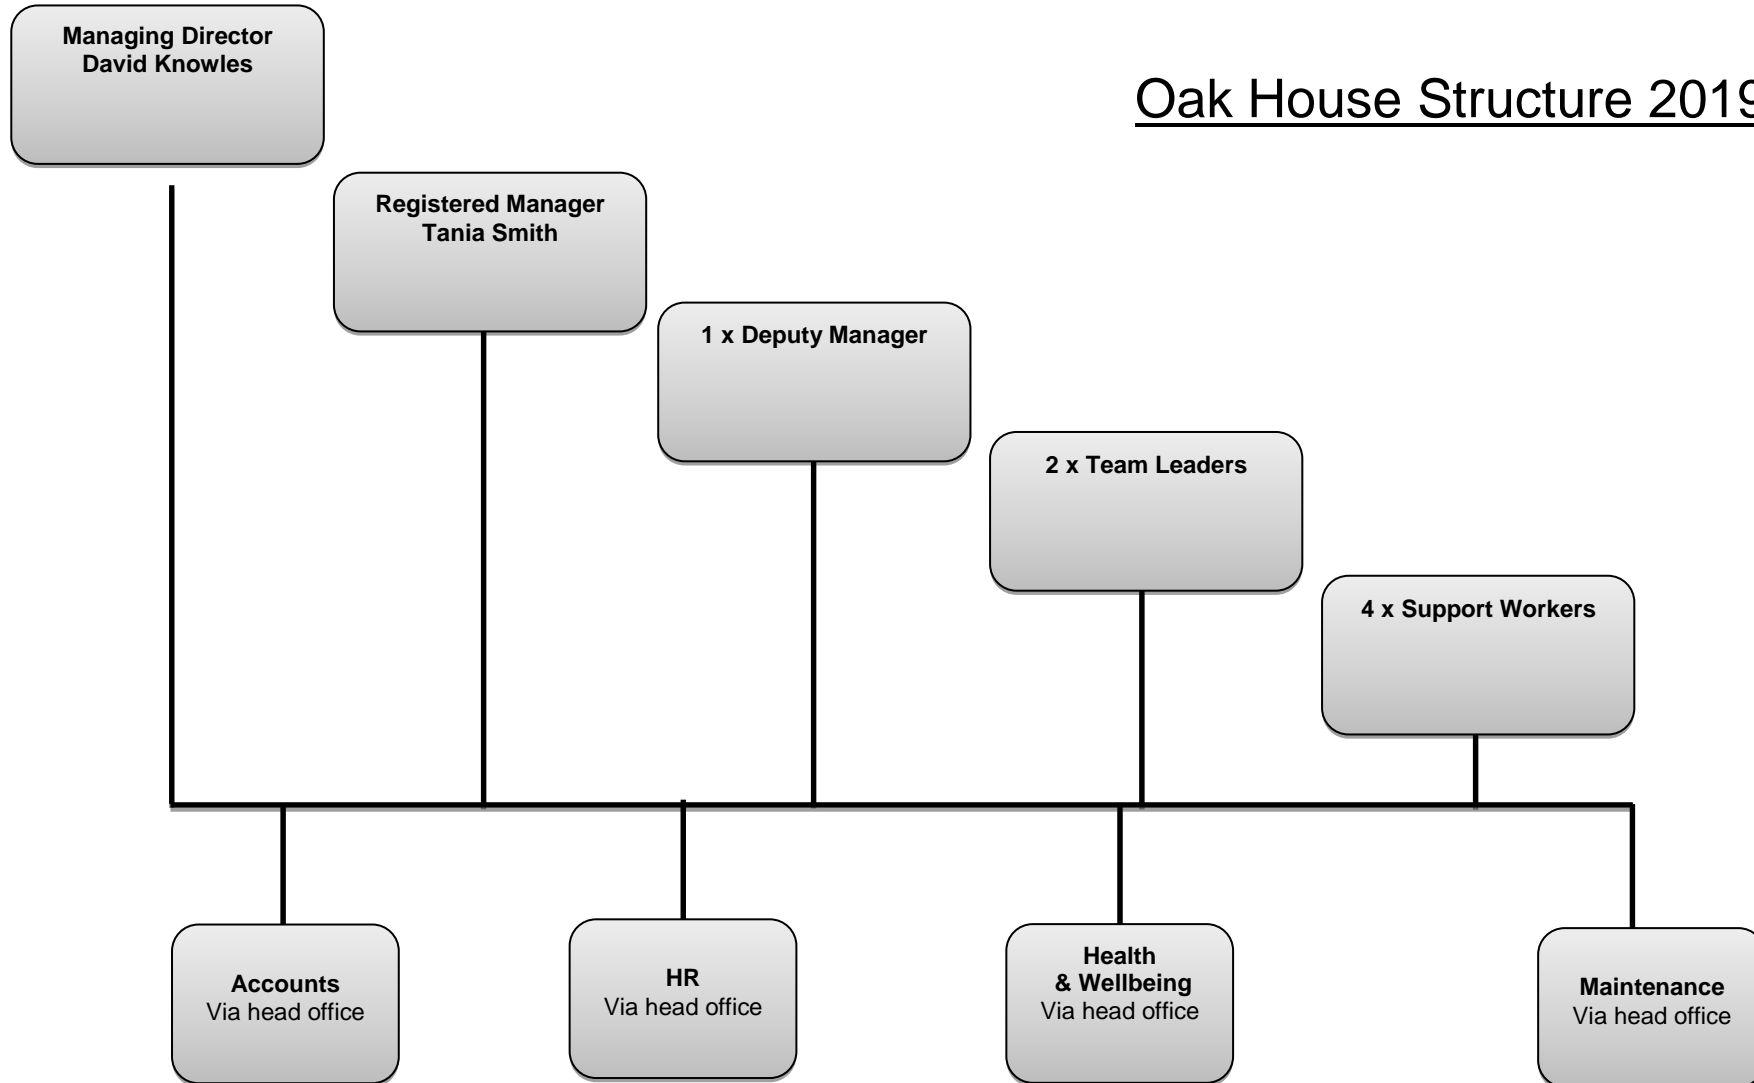 Managing Director
David Knowles
Oak House Structure 2019
Registered Manager
Tania Smith
1 x Deputy Manager
2 x Team Leaders
4 x Support Workers
Accounts
Via head office
HR
Via head office
Health
& Wellbeing
Via head office
Maintenance
Via head office